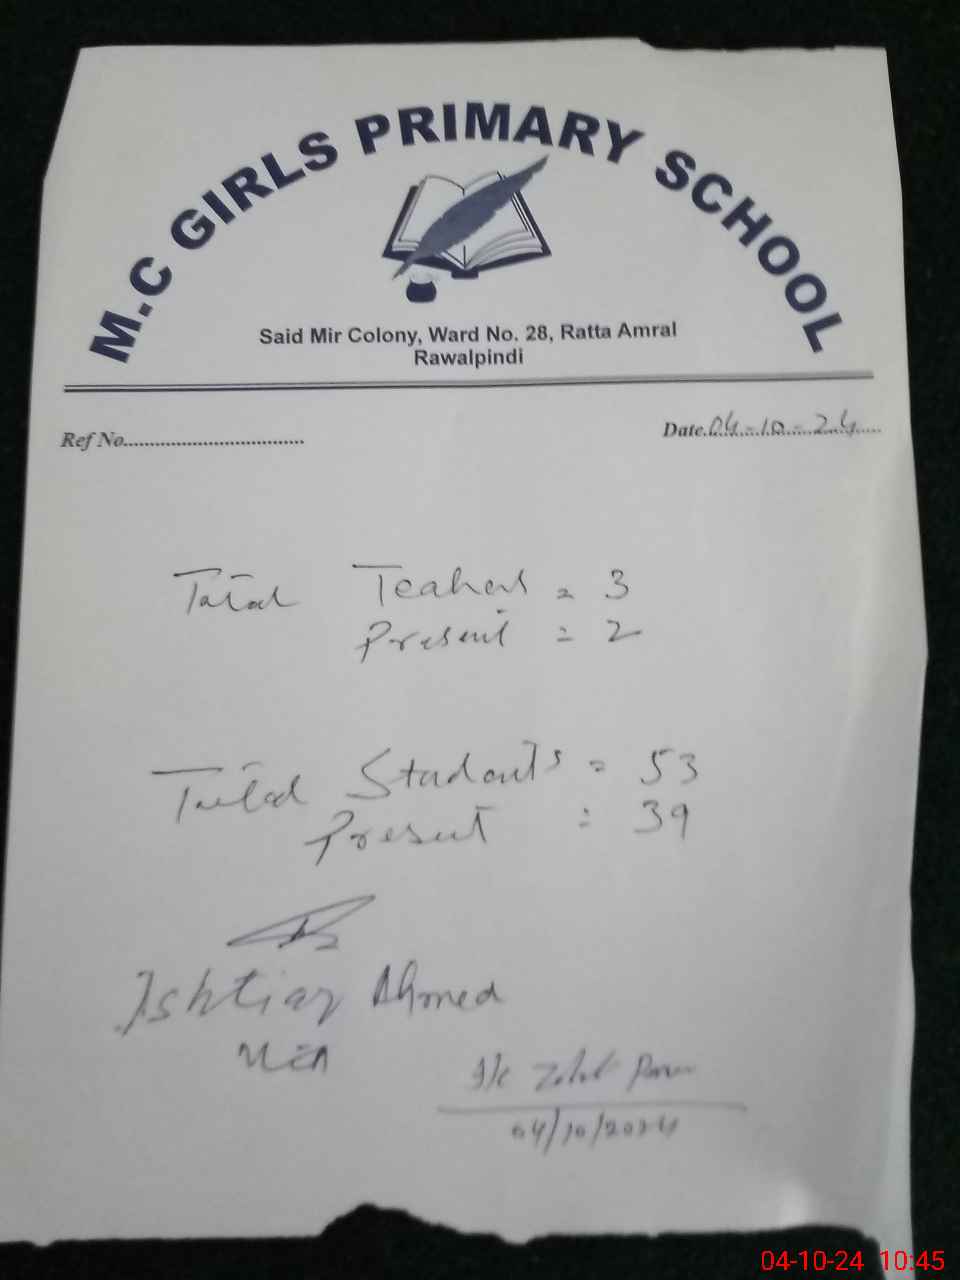 M.C GIRLS PRIMARY SCHOOL
Said Mir Colony, Ward No. 28, Ratta Amral
Rawalpindi
Ref No..................................
Date. 04-10-24
Total Teahers = 3
Present = 2
Total Students = 53
Present = 39
Ishtiaq Ahmed
I/c
04/10/2024
04-10-24 10:45